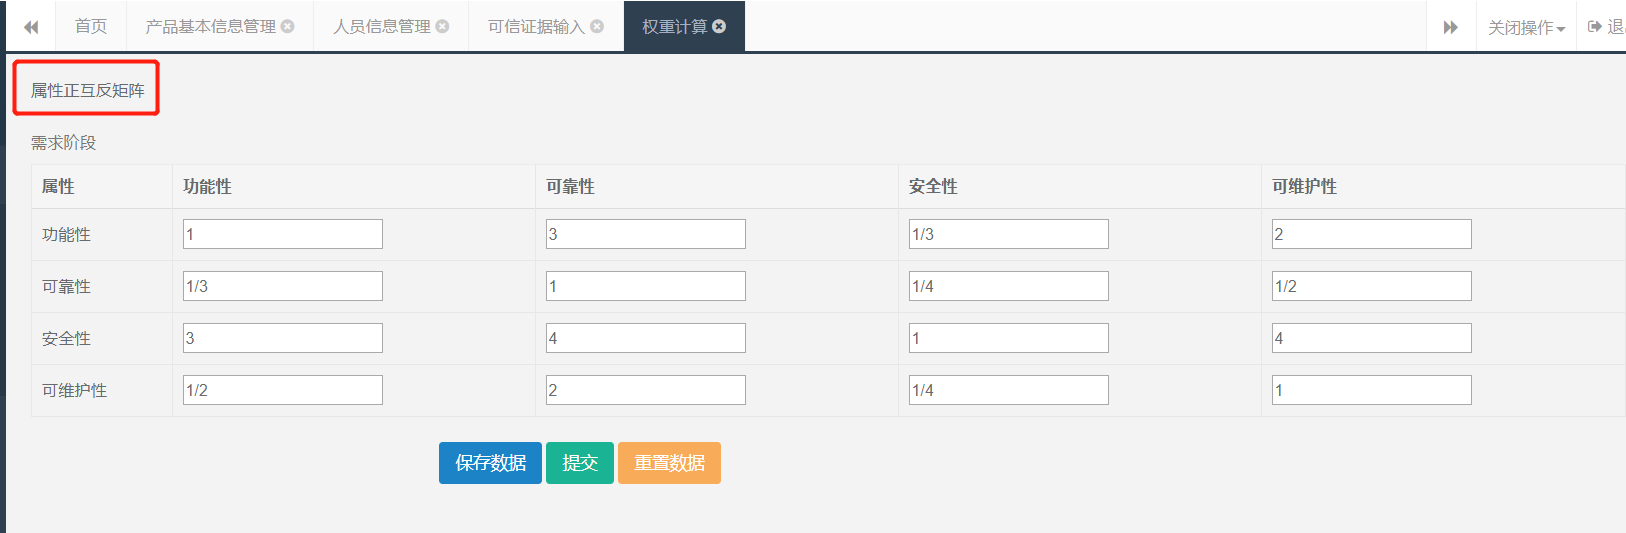 首页 产品基本信息管理 人员信息管理 可信证据输入 权重计算 关闭操作
属性正互反矩阵
需求阶段
属性 功能性 可靠性 安全性 可维护性
功能性 1 3 1/3 2
可靠性 1/3 1 1/4 1/2
安全性 3 4 1 4
可维护性 1/2 2 1/4 1
保存数据 提交 重置数据